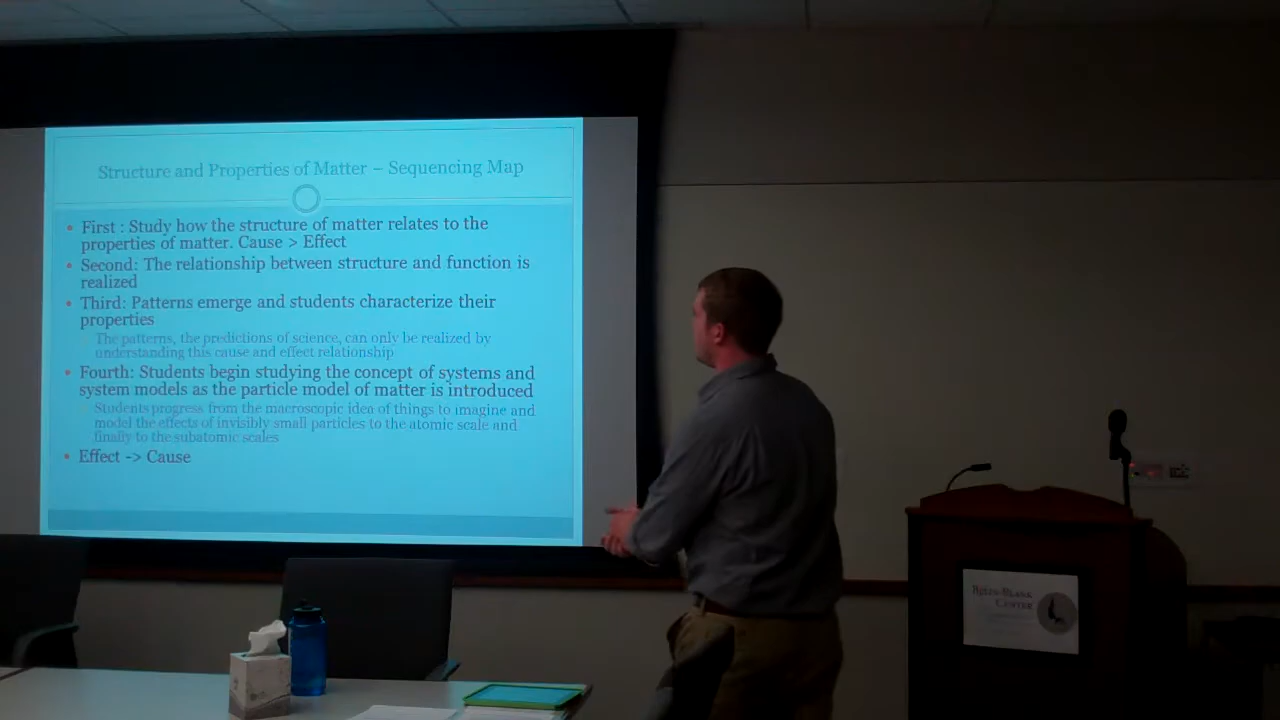 Structure and Properties of Matter – Sequencing Map
• First : Study how the structure of matter relates to the
properties of matter. Cause > Effect
• Second: The relationship between structure and function is
realized
• Third: Patterns emerge and students characterize their
properties
The patterns, the predictions of science, can only be realized by
understanding this cause and effect relationship
• Fourth: Students begin studying the concept of systems and
system models as the particle model of matter is introduced
Students progress from the macroscopic idea of things to imagine and
model the effects of invisibly small particles to the atomic scale and
finally to the subatomic scales
• Effect -> Cause
Belin-Blank
Center